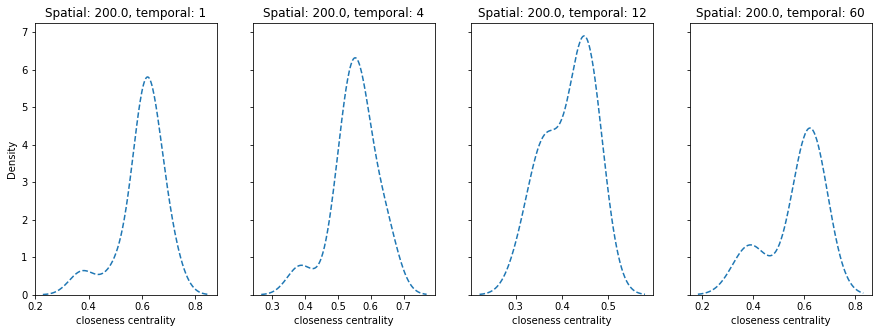 Spatial: 200.0, temporal: 1
Spatial: 200.0, temporal: 4
Spatial: 200.0, temporal: 12
Spatial: 200.0, temporal: 60
7
6
5
4
3
2
1
0
Density
0.2 0.4 0.6 0.8
0.3 0.4 0.5 0.6 0.7
0.3 0.4 0.5
0.2 0.4 0.6 0.8
closeness centrality
closeness centrality
closeness centrality
closeness centrality